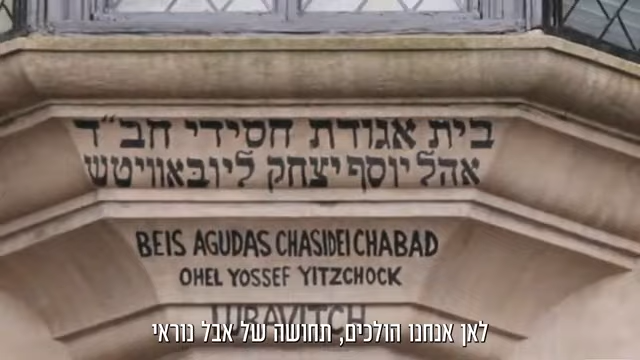 בית אגודת חסידי חב״ד
אהל יוסף יצחק ליובאוויטש
BEIS AGUDAS CHASIDEI CHABAD
OHEL YOSSEF YITZCHOCK
LUBAVITCH
לאן אנחנו הולכים, תחושה של אבל נוראי